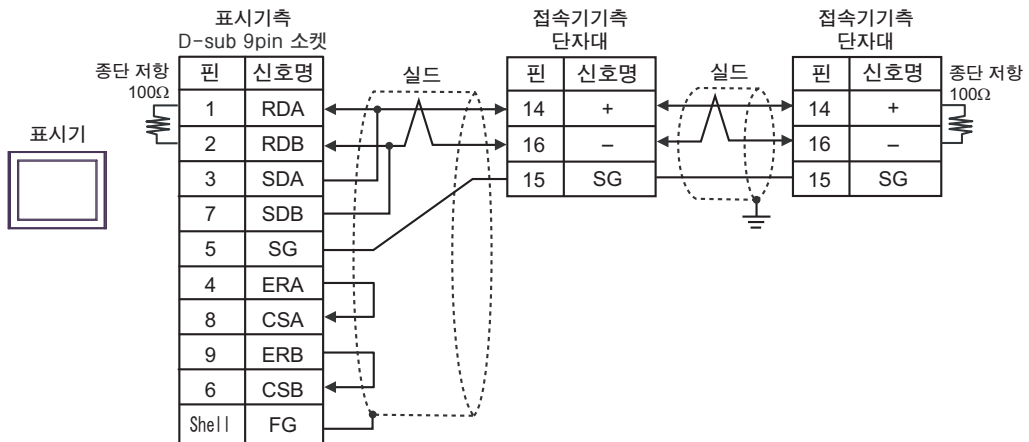 표시기
종단 저항
100Ω
표시기측
D-sub 9pin 소켓
핀 신호명
1 RDA
2 RDB
3 SDA
7 SDB
5 SG
4 ERA
8 CSA
9 ERB
6 CSB
Shell FG
실드
접속기기측
단자대
핀 신호명
14 +
16 –
15 SG
실드
접속기기측
단자대
핀 신호명
14 +
16 –
15 SG
종단 저항
100Ω